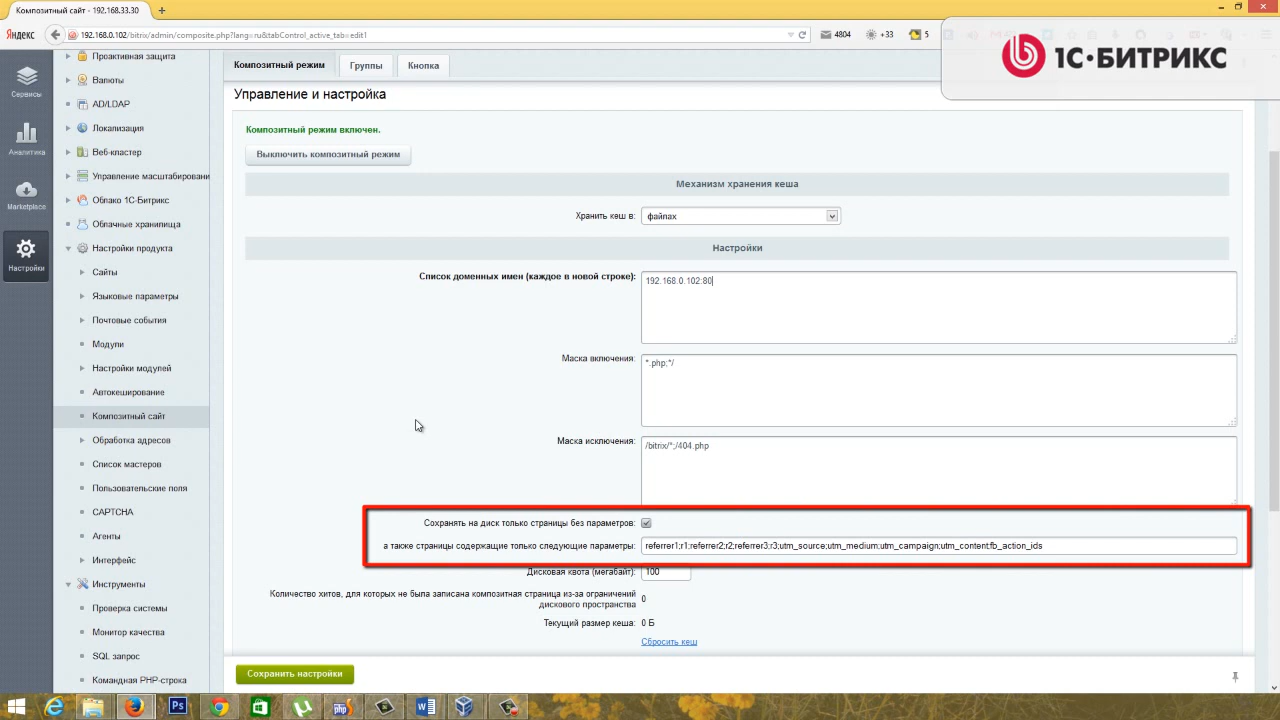 Композитный сайт - 192.168.33.30
Яндекс
192.168.0.102/bitrix/admin/composite.php?lang=ru&tabControl_active_tab=edit1
4804
+33
5
1С·БИТРИКС
Сервисы
Аналитика
Marketplace
Настройки
Проактивная защита
Валюты
AD/LDAP
Локализация
Веб-кластер
Управление масштабировани
Облако 1С-Битрикс
Облачные хранилища
Настройки продукта
Сайты
Языковые параметры
Почтовые события
Модули
Настройки модулей
Автокеширование
Композитный сайт
Обработка адресов
Список мастеров
Пользовательские поля
CAPTCHA
Агенты
Интерфейс
Инструменты
Проверка системы
Монитор качества
SQL запрос
Командная PHP-строка
Композитный режим
Группы
Кнопка
Управление и настройка
Композитный режим включен.
Выключить композитный режим
Механизм хранения кеша
Хранить кеш в: файлах
Настройки
Список доменных имен (каждое в новой строке): 192.168.0.102:80
Маска включения: *.php;*/
Маска исключения: /bitrix/*;/404.php
Сохранять на диск только страницы без параметров:
а также страницы содержащие только следующие параметры: referrer1;r1;referrer2;r2;referrer3;r3;utm_source;utm_medium;utm_campaign;utm_content;fb_action_ids
Дисковая квота (мегабайт): 100
Количество хитов, для которых не была записана композитная страница из-за ограничений
дискового пространства 0
Текущий размер кеша: 0 Б
Сбросить кеш
Сохранить настройки